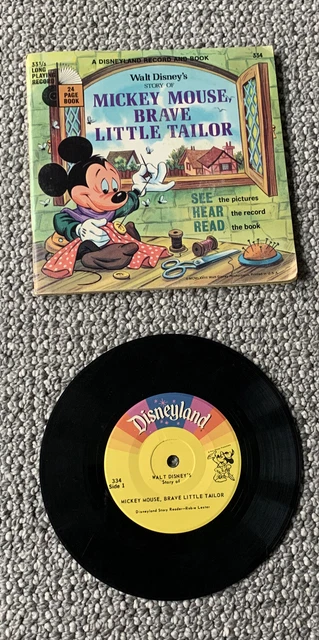 A DISNEYLAND RECORD AND BOOK
334
33⅓
LONG
PLAYING
RECORD
24
PAGE
BOOK
Walt Disney's
STORY OF
MICKEY MOUSE,
BRAVE
LITTLE TAILOR
SEE the pictures
HEAR the record
READ the book
Disneyland
334
Side 1
WALT DISNEY'S
Story of
MICKEY MOUSE, BRAVE LITTLE TAILOR
Disneyland Story Reader—Robie Lester